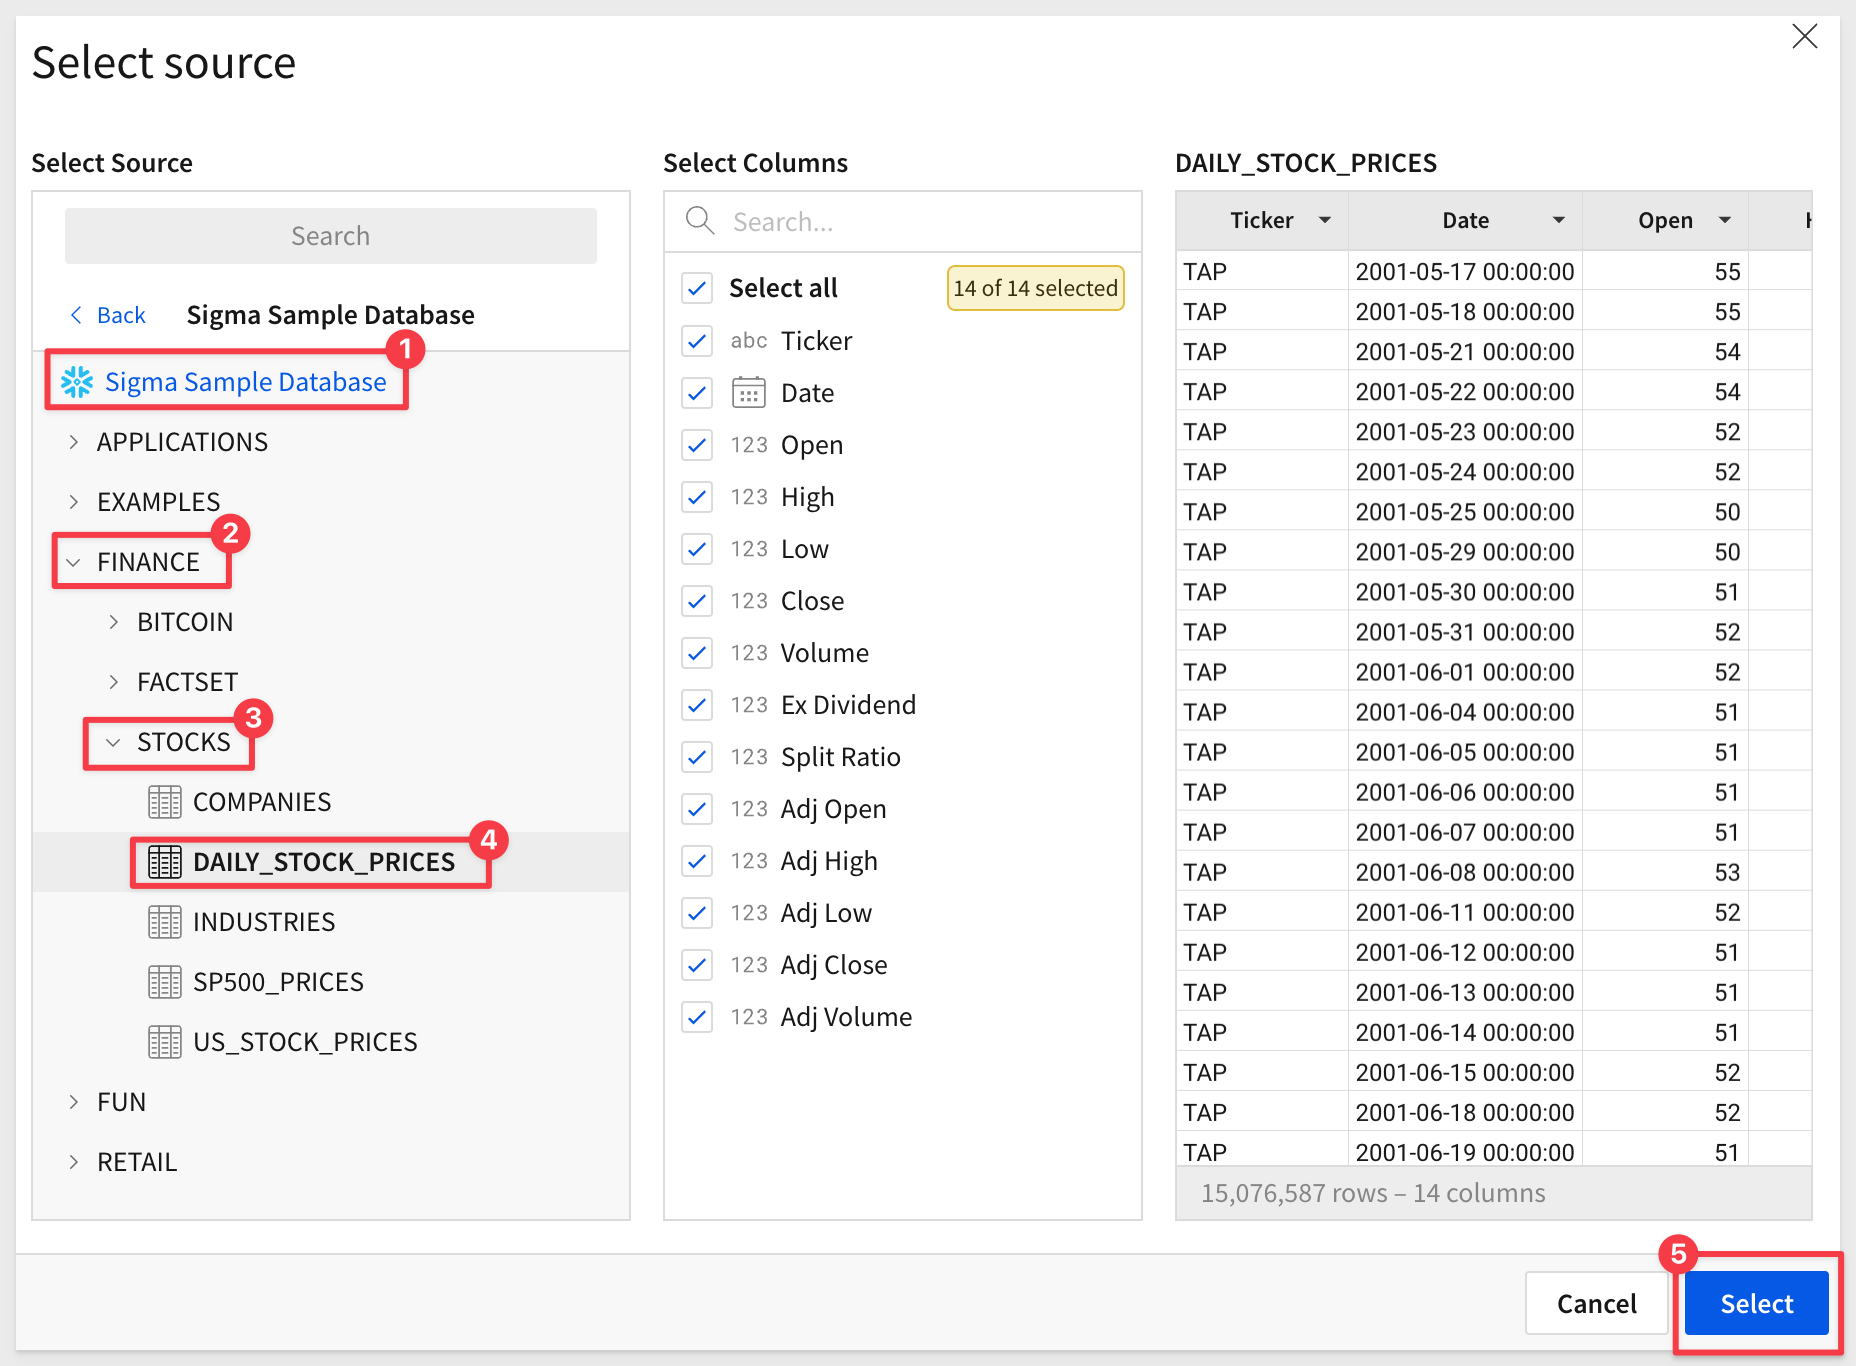 Select source
Select Source
Search
Back
Sigma Sample Database
1
Sigma Sample Database
APPLICATIONS
EXAMPLES
2
FINANCE
BITCOIN
FACTSET
3
STOCKS
COMPANIES
4
DAILY_STOCK_PRICES
INDUSTRIES
SP500_PRICES
US_STOCK_PRICES
FUN
RETAIL
Select Columns
Search...
Select all 14 of 14 selected
abc Ticker
Date
123 Open
123 High
123 Low
123 Close
123 Volume
123 Ex Dividend
123 Split Ratio
123 Adj Open
123 Adj High
123 Adj Low
123 Adj Close
123 Adj Volume
DAILY_STOCK_PRICES
Ticker Date Open
TAP 2001-05-17 00:00:00 55
TAP 2001-05-18 00:00:00 55
TAP 2001-05-21 00:00:00 54
TAP 2001-05-22 00:00:00 54
TAP 2001-05-23 00:00:00 52
TAP 2001-05-24 00:00:00 52
TAP 2001-05-25 00:00:00 50
TAP 2001-05-29 00:00:00 50
TAP 2001-05-30 00:00:00 51
TAP 2001-05-31 00:00:00 52
TAP 2001-06-01 00:00:00 52
TAP 2001-06-04 00:00:00 51
TAP 2001-06-05 00:00:00 51
TAP 2001-06-06 00:00:00 51
TAP 2001-06-07 00:00:00 51
TAP 2001-06-08 00:00:00 53
TAP 2001-06-11 00:00:00 52
TAP 2001-06-12 00:00:00 51
TAP 2001-06-13 00:00:00 51
TAP 2001-06-14 00:00:00 51
TAP 2001-06-15 00:00:00 52
TAP 2001-06-18 00:00:00 52
TAP 2001-06-19 00:00:00 51
15,076,587 rows – 14 columns
5
Cancel
Select